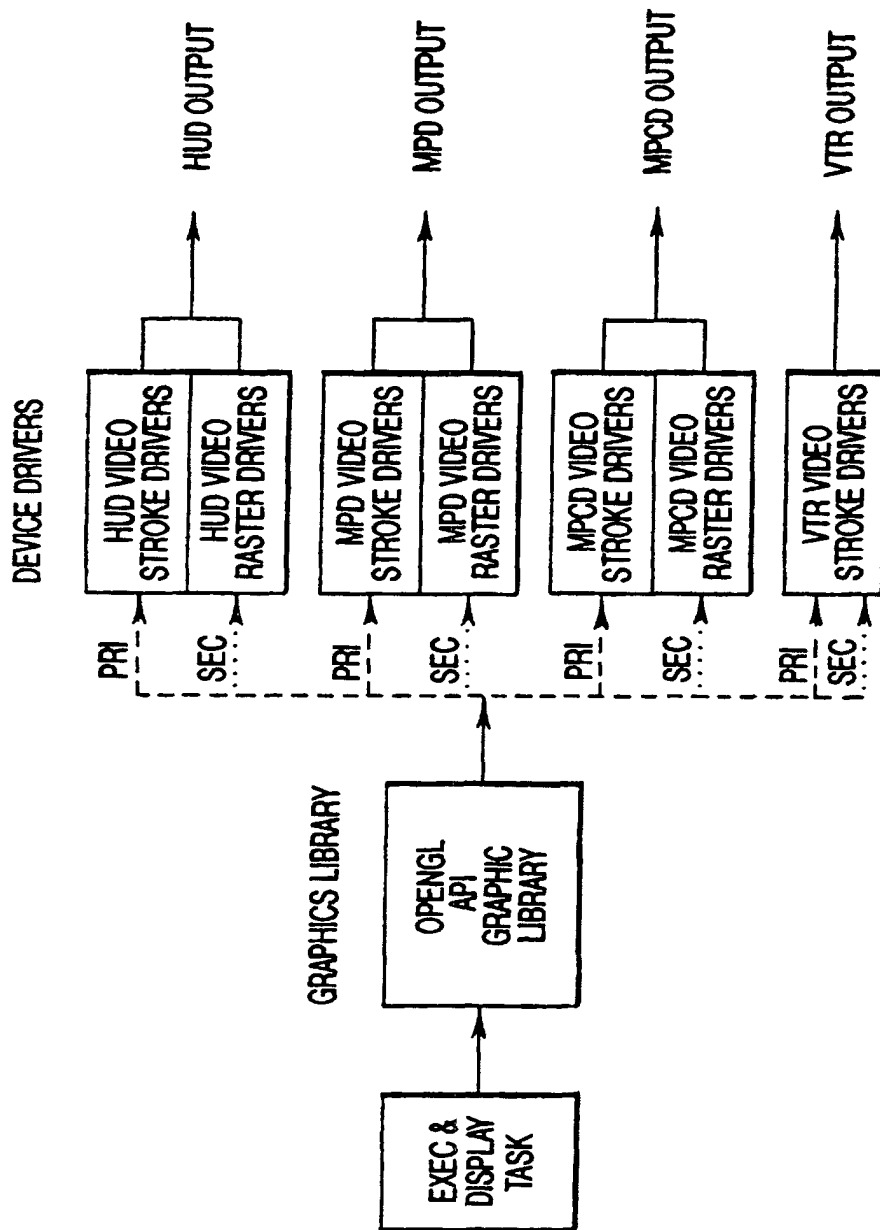 EXEC &
DISPLAY
TASK
GRAPHICS LIBRARY
OPENGL
API
GRAPHIC
LIBRARY
DEVICE DRIVERS
PRI
SEC
HUD VIDEO
STROKE DRIVERS
HUD VIDEO
RASTER DRIVERS
HUD OUTPUT
PRI
SEC
MPD VIDEO
STROKE DRIVERS
MPD VIDEO
RASTER DRIVERS
MPD OUTPUT
PRI
SEC
MPCD VIDEO
STROKE DRIVERS
MPCD VIDEO
RASTER DRIVERS
MPCD OUTPUT
PRI
SEC
VTR VIDEO
STROKE DRIVERS
VTR OUTPUT